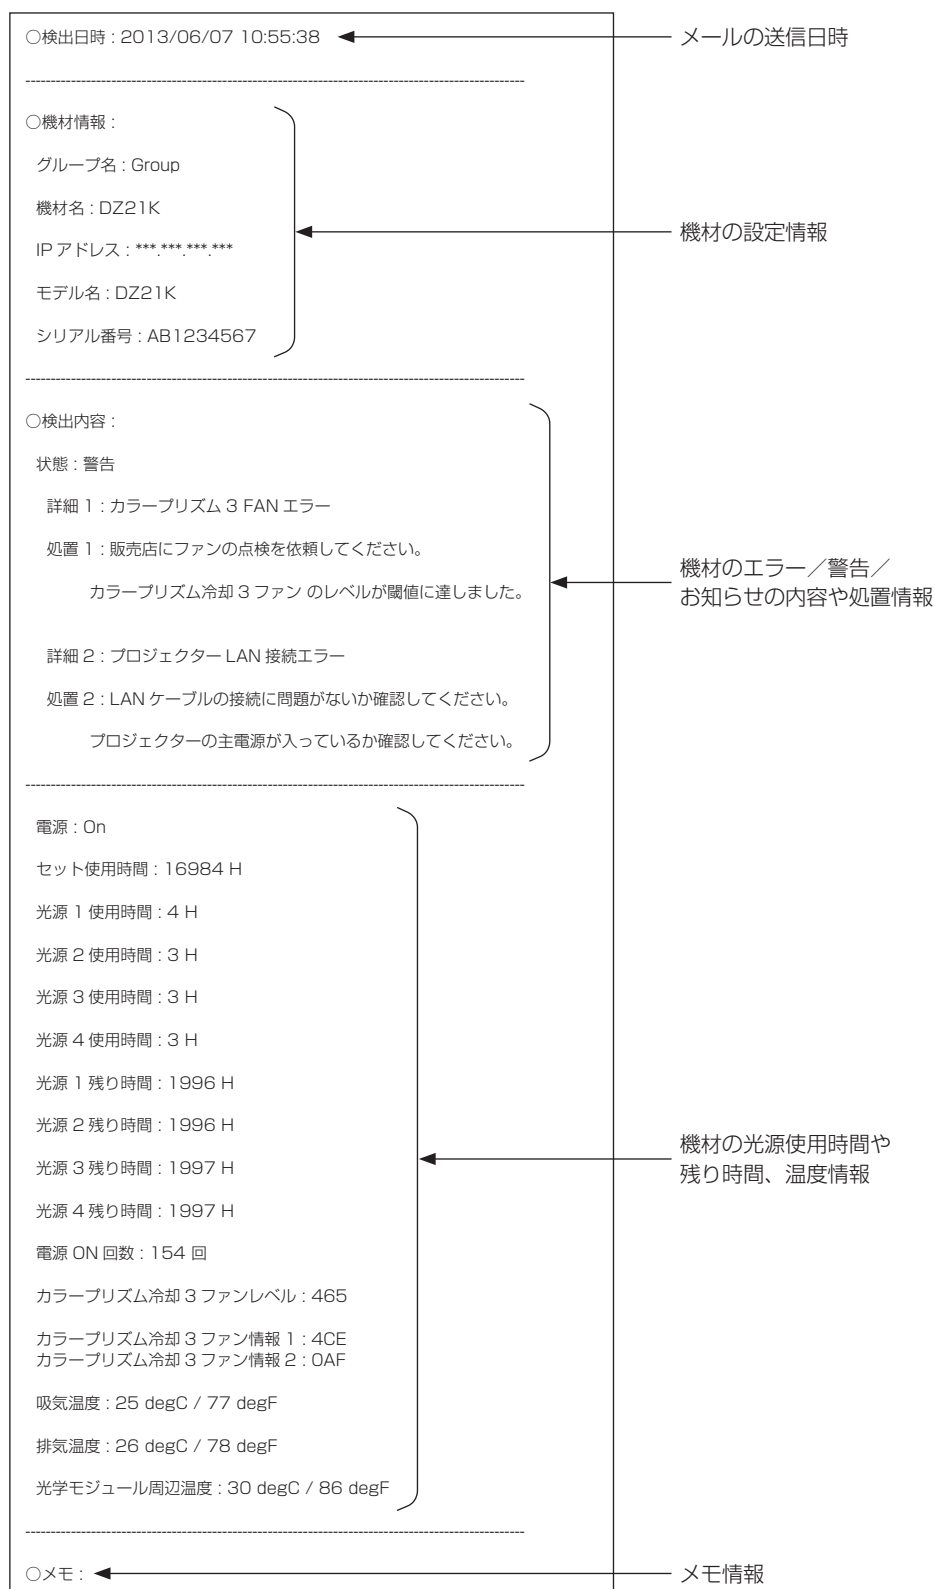 ○検出日時 : 2013/06/07 10:55:38
メールの送信日時
○機材情報 :
グループ名 : Group
機材名 : DZ21K
IP アドレス : ***.***.***.***
モデル名 : DZ21K
シリアル番号 : AB1234567
機材の設定情報
○検出内容 :
状態 : 警告
詳細 1 : カラープリズム 3 FAN エラー
処置 1 : 販売店にファンの点検を依頼してください。
カラープリズム冷却 3 ファン のレベルが閾値に達しました。
詳細 2 : プロジェクター LAN 接続エラー
処置 2 : LAN ケーブルの接続に問題がないか確認してください。
プロジェクターの主電源が入っているか確認してください。
機材のエラー／警告／
お知らせの内容や処置情報
電源 : On
セット使用時間 : 16984 H
光源 1 使用時間 : 4 H
光源 2 使用時間 : 3 H
光源 3 使用時間 : 3 H
光源 4 使用時間 : 3 H
光源 1 残り時間 : 1996 H
光源 2 残り時間 : 1996 H
光源 3 残り時間 : 1997 H
光源 4 残り時間 : 1997 H
電源 ON 回数 : 154 回
カラープリズム冷却 3 ファンレベル : 465
カラープリズム冷却 3 ファン情報 1 : 4CE
カラープリズム冷却 3 ファン情報 2 : 0AF
吸気温度 : 25 degC / 77 degF
排気温度 : 26 degC / 78 degF
光学モジュール周辺温度 : 30 degC / 86 degF
機材の光源使用時間や
残り時間、温度情報
○メモ :
メモ情報